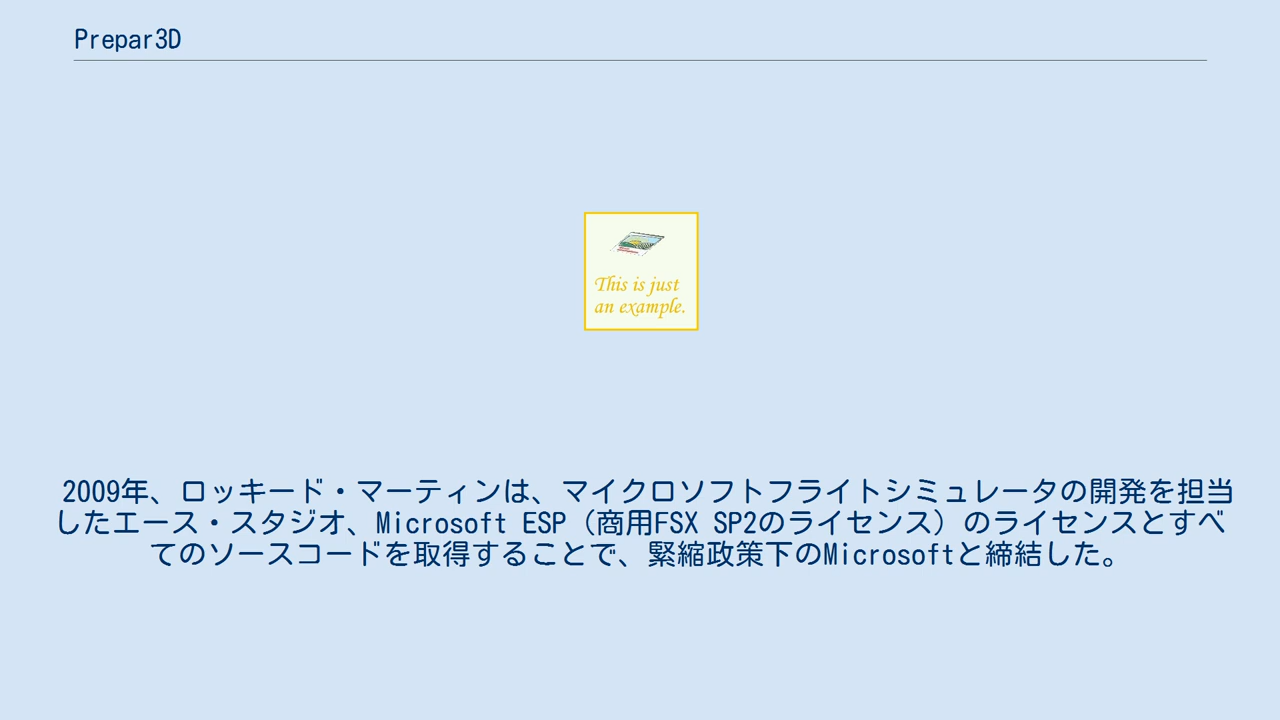 Prepar3D
This is just
an example.
2009年、ロッキード・マーティンは、マイクロソフトフライトシミュレータの開発を担当
したエース・スタジオ、Microsoft ESP（商用FSX SP2のライセンス）のライセンスとすべ
てのソースコードを取得することで、緊縮政策下のMicrosoftと締結した。